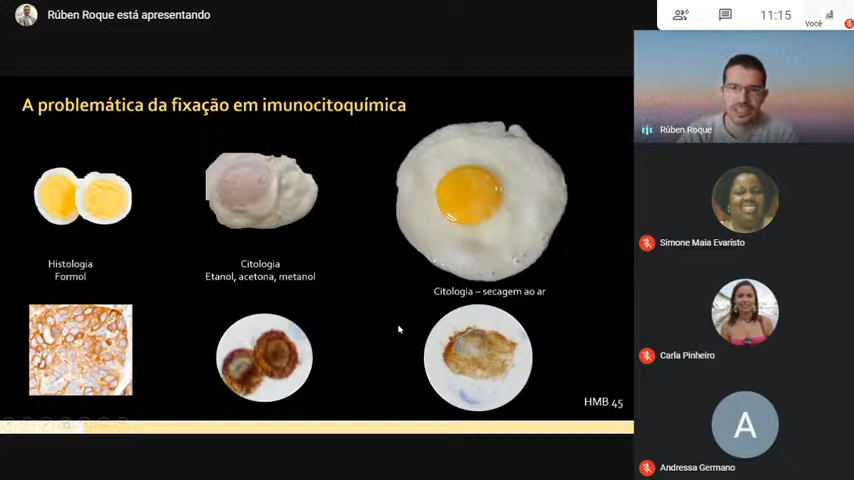 Rúben Roque está apresentando
6
11:15
Você
A problemática da fixação em imunocitoquímica
Histologia
Formol
Citologia
Etanol, acetona, metanol
Citologia – secagem ao ar
HMB 45
Rúben Roque
Simone Maia Evaristo
Carla Pinheiro
A
Andressa Germano